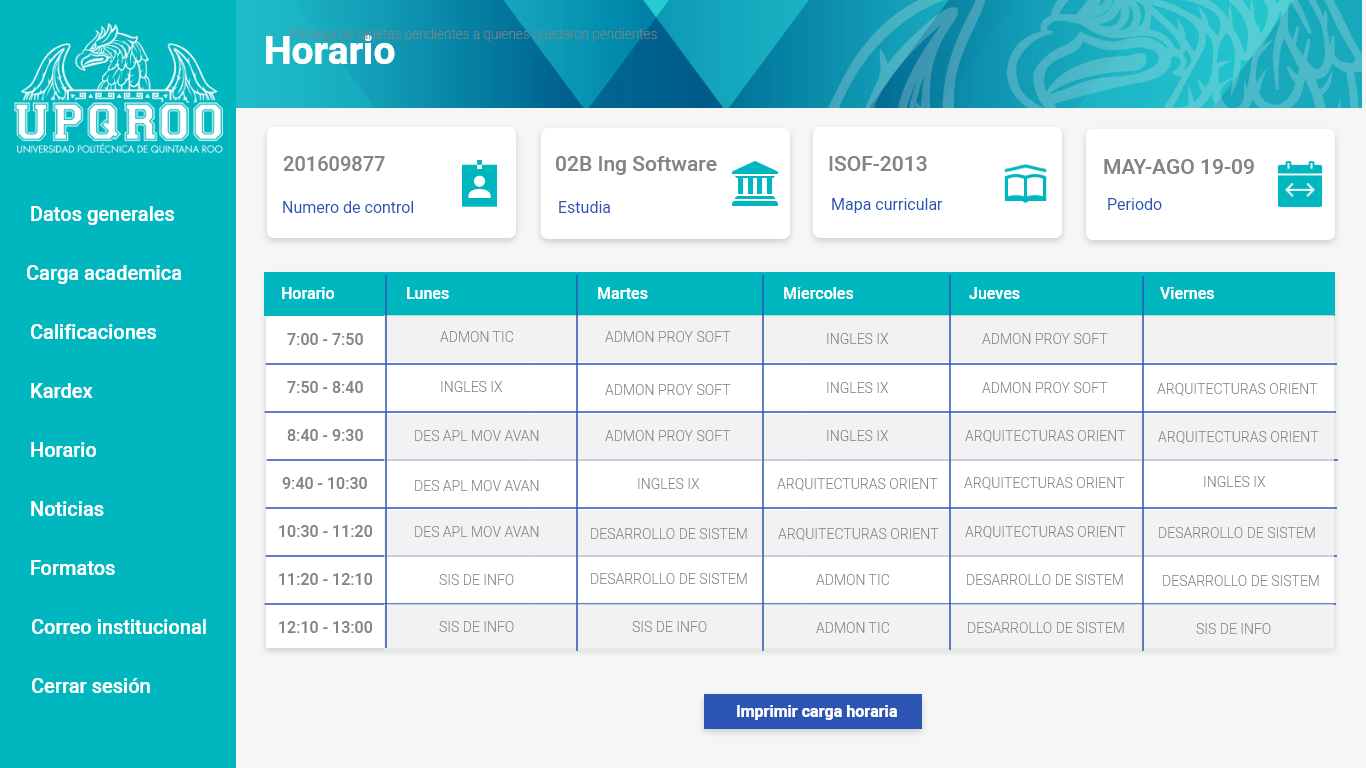 UPQROO
UNIVERSIDAD POLITÉCNICA DE QUINTANA ROO
Datos generales
Carga academica
Calificaciones
Kardex
Horario
Noticias
Formatos
Correo institucional
Cerrar sesión
de tarjetas pendientes a quienes quedaron pendientes
Horario
201609877
Numero de control
02B Ing Software
Estudia
ISOF-2013
Mapa curricular
MAY-AGO 19-09
Periodo
Horario Lunes Martes Miercoles Jueves Viernes
7:00 - 7:50 ADMON TIC ADMON PROY SOFT INGLES IX ADMON PROY SOFT
7:50 - 8:40 INGLES IX ADMON PROY SOFT INGLES IX ADMON PROY SOFT ARQUITECTURAS ORIENT
8:40 - 9:30 DES APL MOV AVAN ADMON PROY SOFT INGLES IX ARQUITECTURAS ORIENT ARQUITECTURAS ORIENT
9:40 - 10:30 DES APL MOV AVAN INGLES IX ARQUITECTURAS ORIENT ARQUITECTURAS ORIENT INGLES IX
10:30 - 11:20 DES APL MOV AVAN DESARROLLO DE SISTEM ARQUITECTURAS ORIENT ARQUITECTURAS ORIENT DESARROLLO DE SISTEM
11:20 - 12:10 SIS DE INFO DESARROLLO DE SISTEM ADMON TIC DESARROLLO DE SISTEM DESARROLLO DE SISTEM
12:10 - 13:00 SIS DE INFO SIS DE INFO ADMON TIC DESARROLLO DE SISTEM SIS DE INFO
Imprimir carga horaria